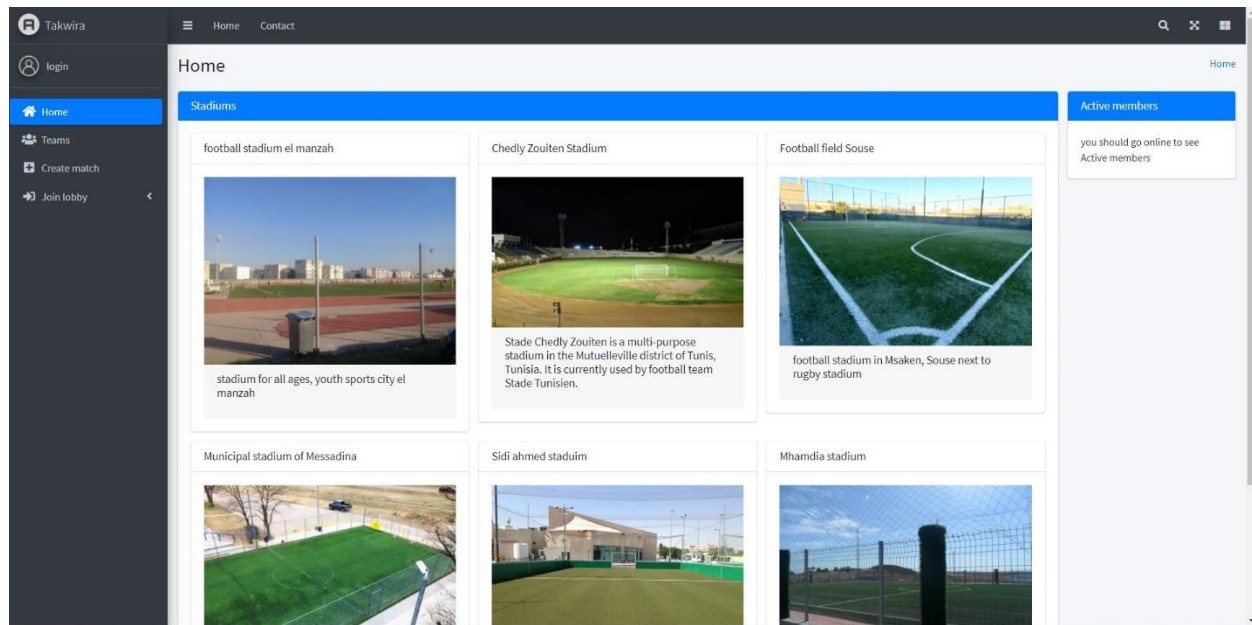 Takwira
Home Contact
login
Home
Teams
Create match
Join lobby
Home
Home
Stadiums
football stadium el manzah
stadium for all ages, youth sports city el
manzah
Chedly Zouiten Stadium
Stade Chedly Zouiten is a multi-purpose
stadium in the Mutuelleville district of Tunis,
Tunisia. It is currently used by football team
Stade Tunisien.
Football field Souse
football stadium in Msaken, Souse next to
rugby stadium
Municipal stadium of Messadina
Sidi ahmed staduim
Mhamdia stadium
Active members
you should go online to see
Active members